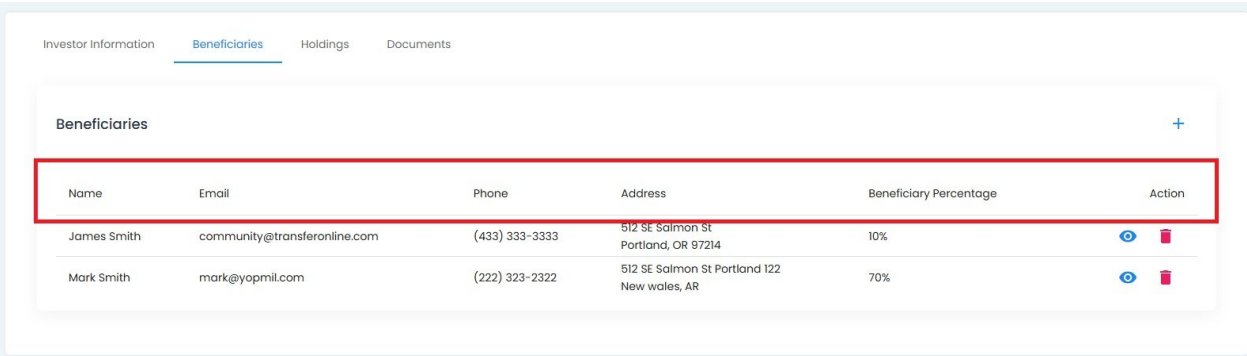 Investor Information Beneficiaries Holdings Documents
Beneficiaries +
Name Email Phone Address Beneficiary Percentage Action
James Smith community@transferonline.com (433) 333-3333 512 SE Salmon St 10%
Portland, OR 97214
Mark Smith mark@yopmil.com (222) 323-2322 512 SE Salmon St Portland 122 70%
New wales, AR